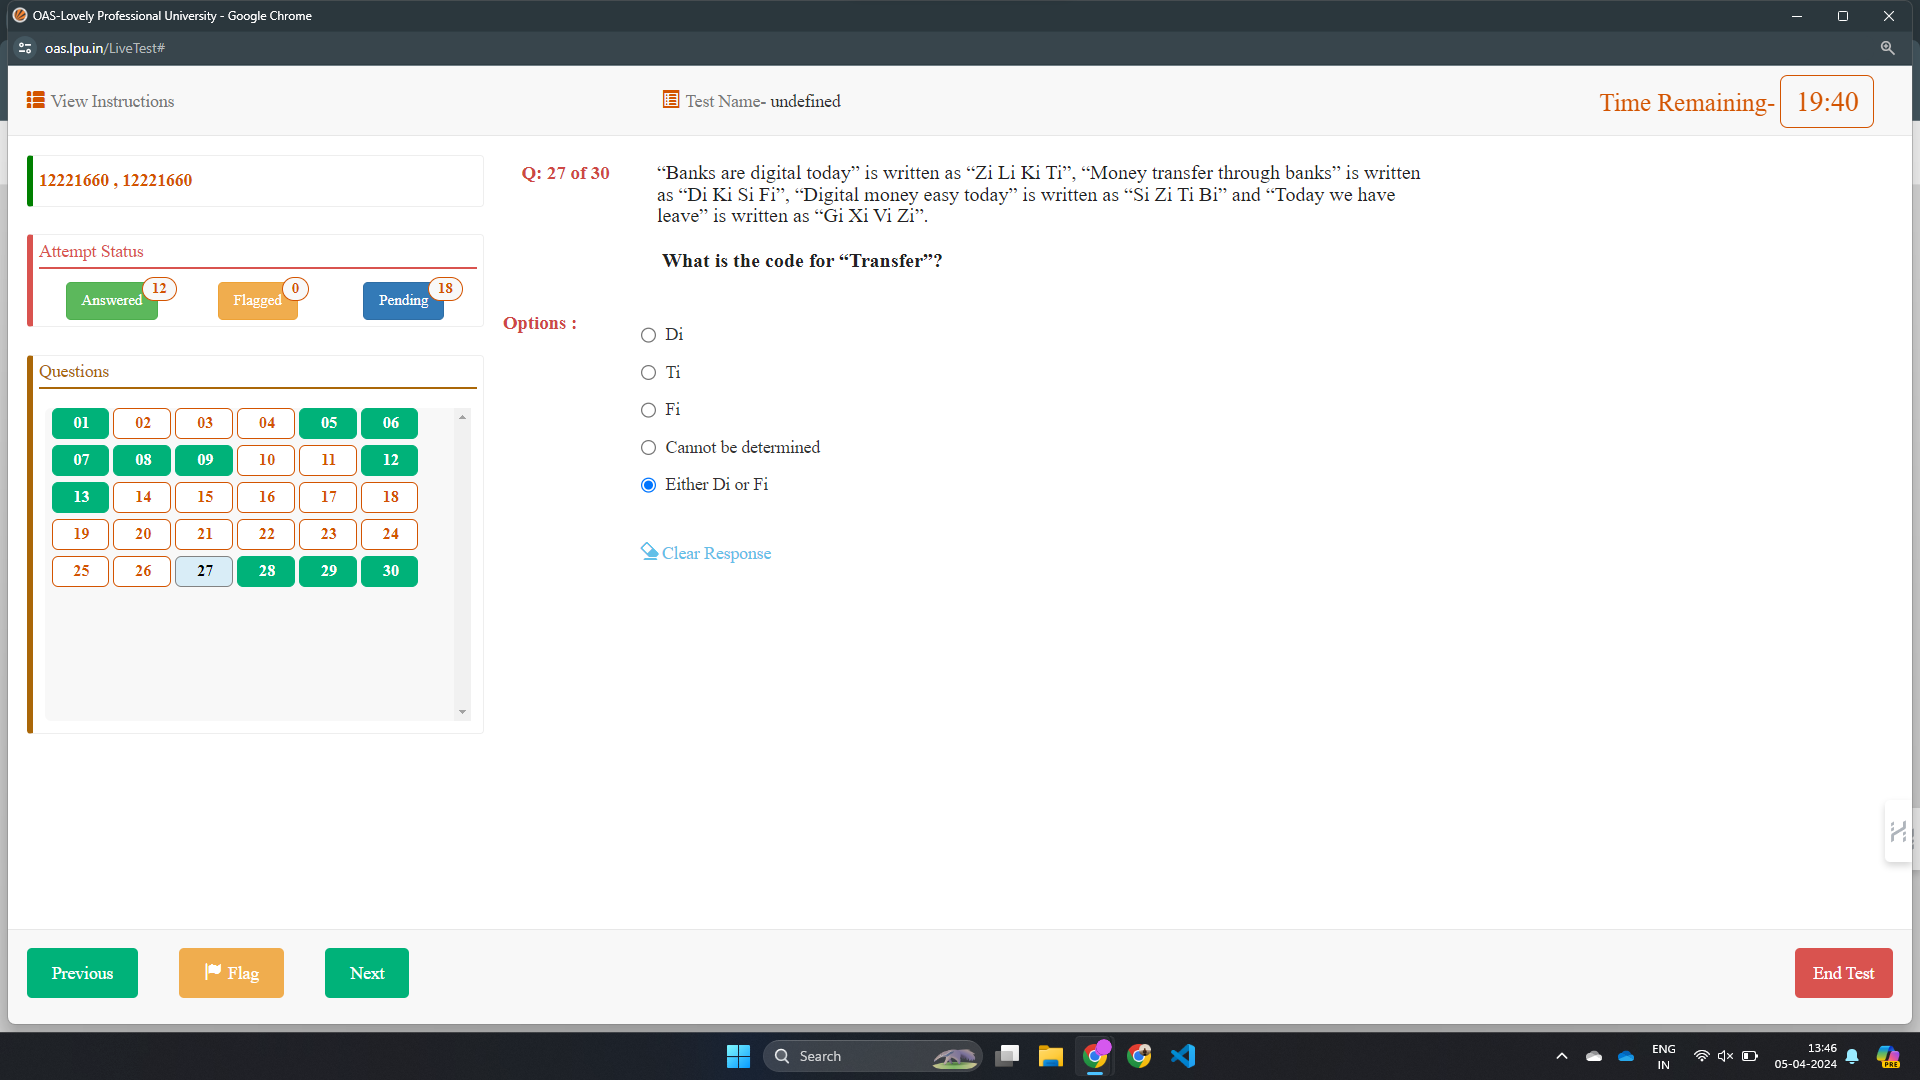 OAS-Lovely Professional University - Google Chrome
oas.lpu.in/LiveTest#
View Instructions
Test Name- undefined
Time Remaining- 19:40
12221660 , 12221660
Attempt Status
Answered 12
Flagged 0
Pending 18
Questions
01 02 03 04 05 06
07 08 09 10 11 12
13 14 15 16 17 18
19 20 21 22 23 24
25 26 27 28 29 30
Q: 27 of 30
“Banks are digital today” is written as “Zi Li Ki Ti”, “Money transfer through banks” is written
as “Di Ki Si Fi”, “Digital money easy today” is written as “Si Zi Ti Bi” and “Today we have
leave” is written as “Gi Xi Vi Zi”.
What is the code for “Transfer”?
Options :
Di
Ti
Fi
Cannot be determined
Either Di or Fi
Clear Response
Previous
Flag
Next
End Test
Search
ENG
IN
13:46
05-04-2024
PRE